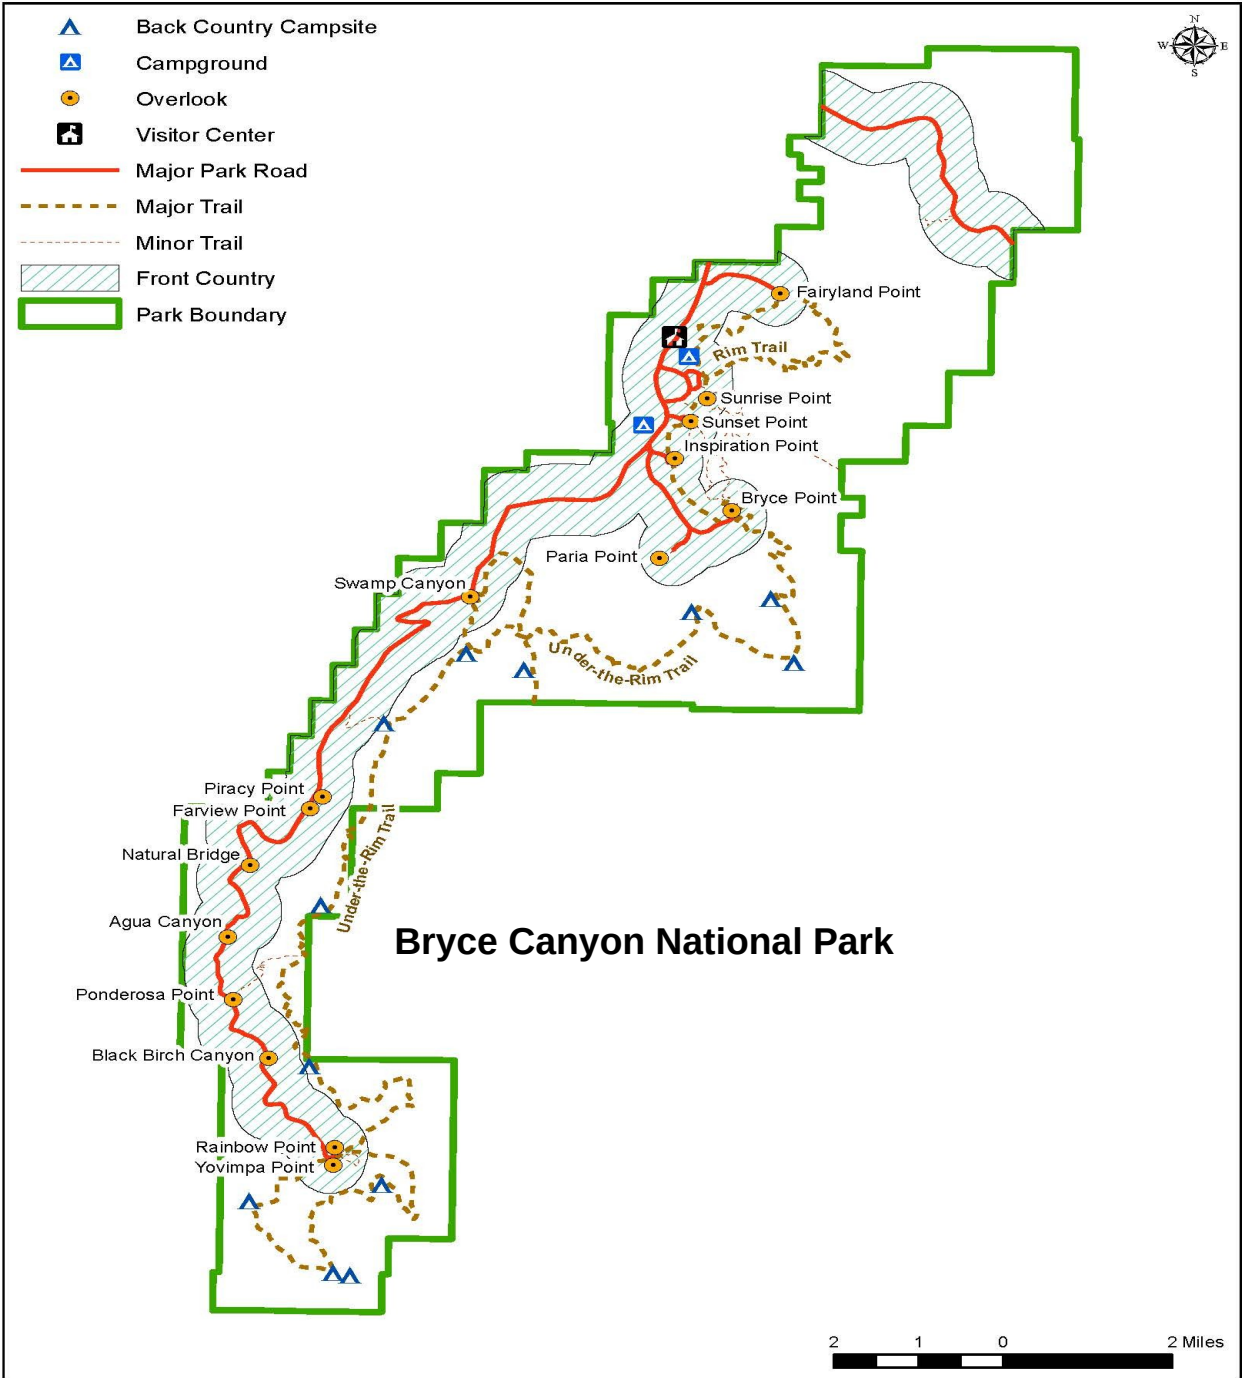 Back Country Campsite
Campground
Overlook
Visitor Center
Major Park Road
Major Trail
Minor Trail
Front Country
Park Boundary
N
W E
S
Fairyland Point
Rim Trail
Sunrise Point
Sunset Point
Inspiration Point
Bryce Point
Paria Point
Swamp Canyon
Under-the-Rim Trail
Piracy Point
Farview Point
Under-the-Rim Trail
Natural Bridge
Agua Canyon
Bryce Canyon National Park
Ponderosa Point
Black Birch Canyon
Rainbow Point
Yovimpa Point
2 1 0 2 Miles